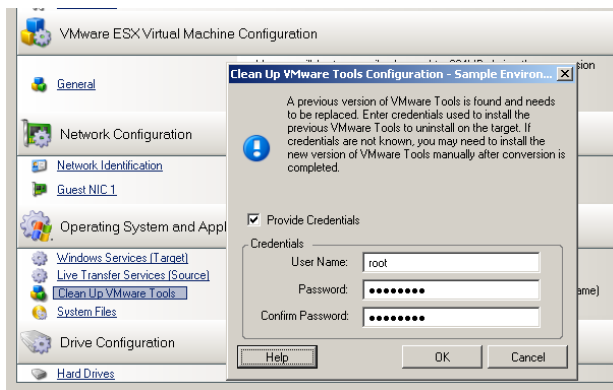 VMware ESX Virtual Machine Configuration
sion
General
Clean Up VMware Tools Configuration - Sample Environ...
A previous version of VMware Tools is found and needs
to be replaced. Enter credentials used to install the
previous VMware Tools to uninstall on the target. If
credentials are not known, you may need to install the
new version of VMware Tools manually after conversion is
completed.
Network Configuration
Network Identification
Guest NIC 1
Provide Credentials
Operating System and Appl
Credentials
User Name: root
Windows Services (Target)
Live Transfer Services (Source)
Password: ●●●●●●●●
Clean Up VMware Tools
ame)
System Files
Confirm Password: ●●●●●●●●
Drive Configuration
Help OK Cancel
Hard Drives